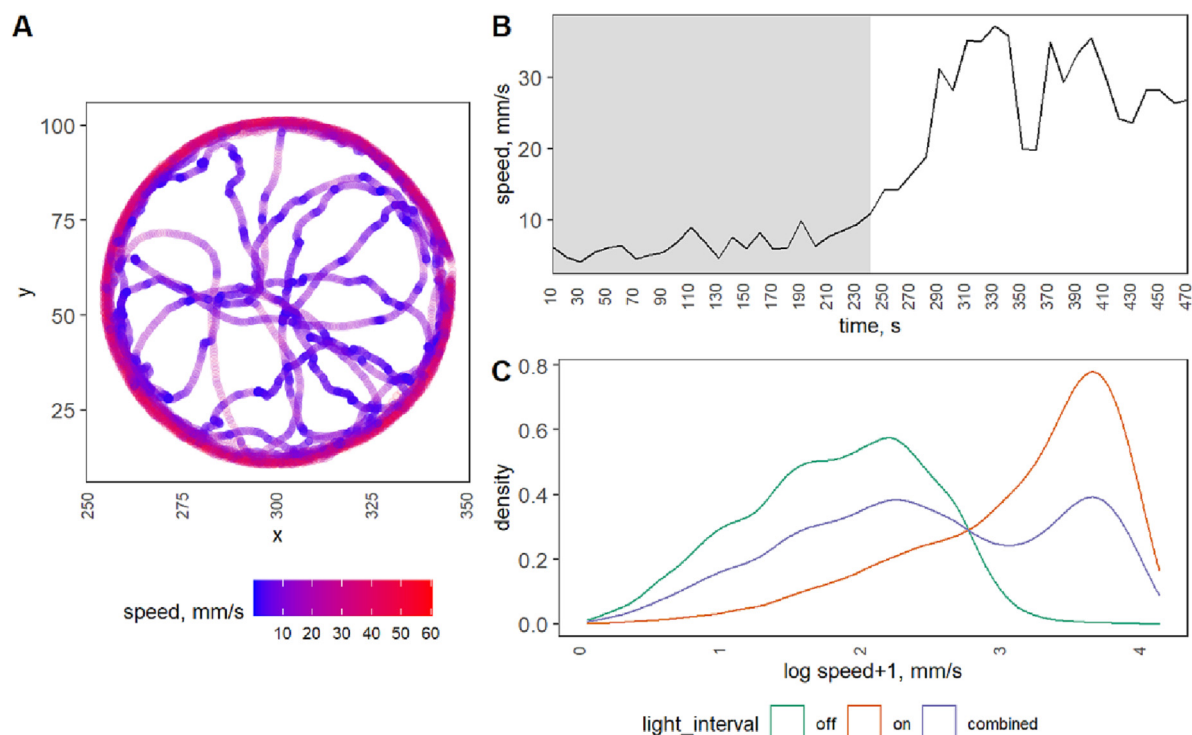 A
100
75
50
25
y
250
275
300
325
350
x
speed, mm/s
10 20 30 40 50 60
B
30
20
10
speed, mm/s
10 30 50 70 90 110 130 150 170 190 210 230 250 270 290 310 330 350 370 390 410 430 450 470
time, s
C
0.8
0.6
0.4
0.2
0.0
density
0 1 2 3 4
log speed+1, mm/s
light_interval off on combined